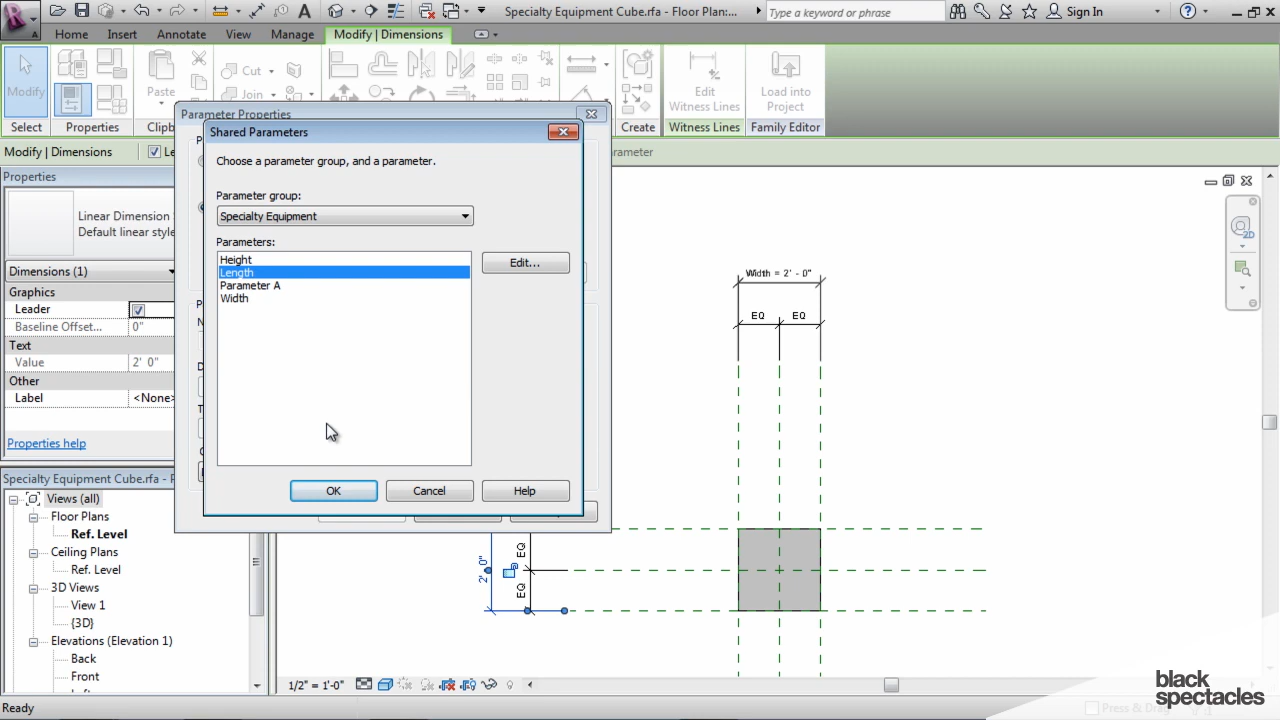 Specialty Equipment Cube.rfa - Floor Plan:...
Type a keyword or phrase
Sign In
Home
Insert
Annotate
View
Manage
Modify | Dimensions
Modify
Cut
Join
Paste
Edit
Witness Lines
Load into
Project
Select
Properties
Clipb
Create
Witness Lines
Family Editor
Modify | Dimensions
Le
Parameter Properties
Shared Parameters
Choose a parameter group, and a parameter.
Parameter group:
Specialty Equipment
Parameters:
Height
Length
Parameter A
Width
Edit...
OK
Cancel
Help
Properties
Linear Dimension
Default linear style
Dimensions (1)
Graphics
Leader
Baseline Offset...
0"
Text
Value
2' 0"
Other
Label
<None>
Properties help
Specialty Equipment Cube.rfa - P
Views (all)
Floor Plans
Ref. Level
Ceiling Plans
Ref. Level
3D Views
View 1
{3D}
Elevations (Elevation 1)
Back
Front
Width = 2' - 0"
EQ
EQ
2' 0"
EQ
EQ
1/2" = 1'-0"
Ready
Press & Drag
black
spectacles